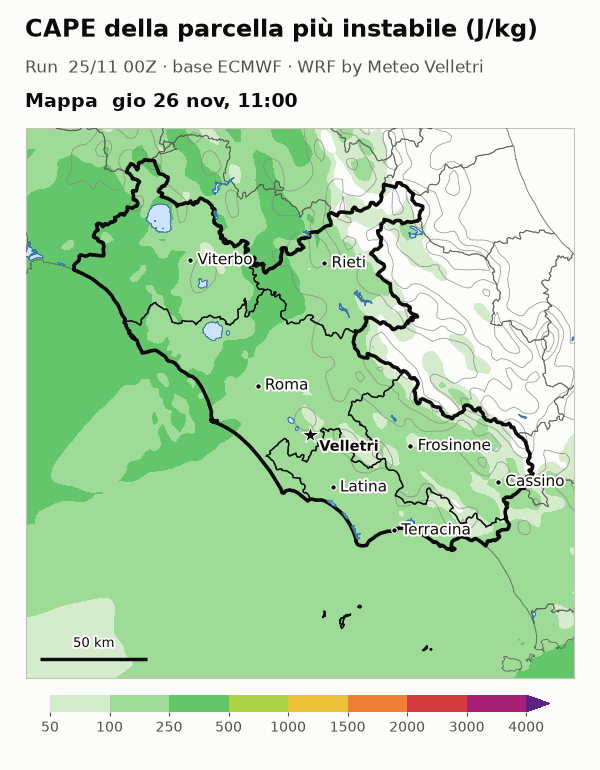 CAPE della parcella più instabile (J/kg)
Run 25/11 00Z · base ECMWF · WRF by Meteo Velletri
Mappa gio 26 nov, 11:00
Viterbo
Rieti
Roma
Velletri
Frosinone
Cassino
Latina
Terracina
50 km
50 100 250 500 1000 1500 2000 3000 4000